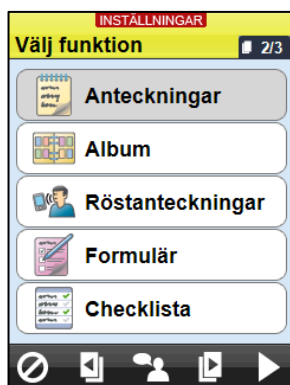 INSTÄLLNINGAR
Välj funktion
2/3
Anteckningar
Album
Röstanteckningar
Formulär
Checklista